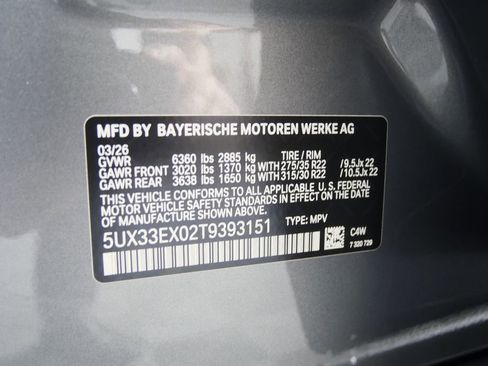 MFD BY BAYERISCHE MOTOREN WERKE AG
03/26
GVWR 6360 lbs 2885 kg TIRE / RIM
GAWR FRONT 3020 lbs 1370 kg WITH 275/35 R22 /9.5Jx 22
GAWR REAR 3638 lbs 1650 kg WITH 315/30 R22 /10.5Jx 22
THIS VEHICLE CONFORMS TO ALL APPLICABLE U.S. FEDERAL
MOTOR VEHICLE SAFETY STANDARDS IN EFFECT ON THE DATE
OF MANUFACTURE SHOWN ABOVE.
5UX33EX02T9393151 TYPE: MPV
C4W
7 320 729